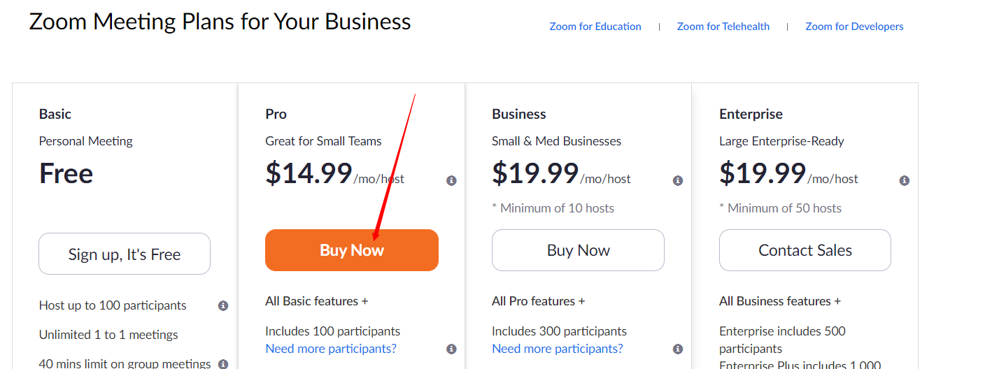 Zoom Meeting Plans for Your Business
Zoom for Education | Zoom for Telehealth | Zoom for Developers
Basic
Personal Meeting
Free
Sign up, It's Free
Host up to 100 participants
Unlimited 1 to 1 meetings
40 mins limit on group meetings
Pro
Great for Small Teams
$14.99/mo/host
Buy Now
All Basic features +
Includes 100 participants
Need more participants?
Business
Small & Med Businesses
$19.99/mo/host
* Minimum of 10 hosts
Buy Now
All Pro features +
Includes 300 participants
Need more participants?
Enterprise
Large Enterprise-Ready
$19.99/mo/host
* Minimum of 50 hosts
Contact Sales
All Business features +
Enterprise includes 500
participants
Enterprise Plus includes 1,000